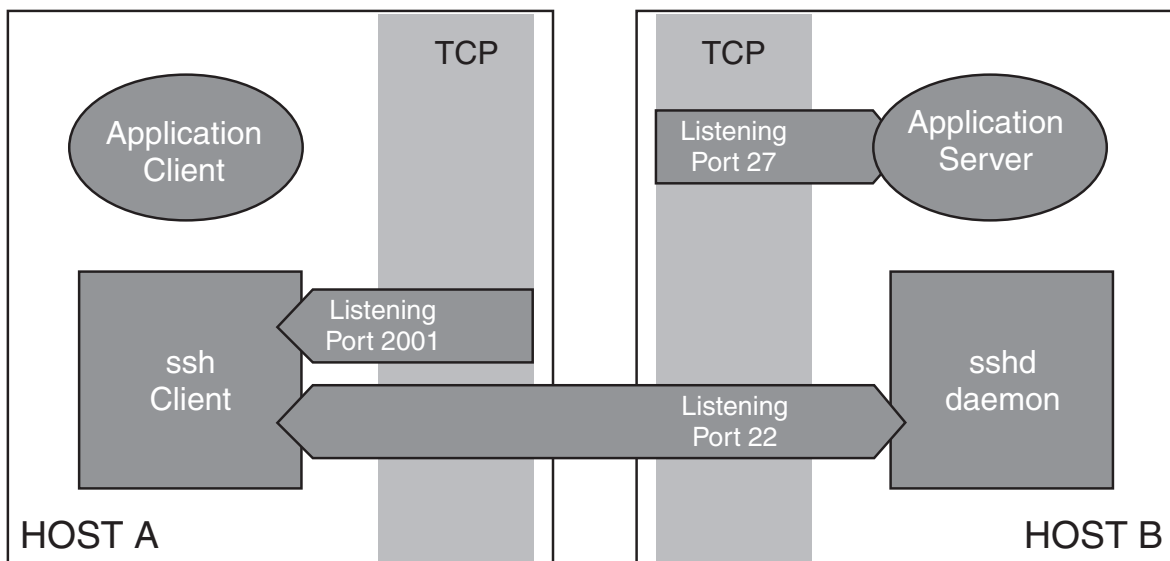 TCP
TCP
Application
Client
Listening
Port 27
Application
Server
Listening
Port 2001
ssh
Client
Listening
Port 22
sshd
daemon
HOST A
HOST B